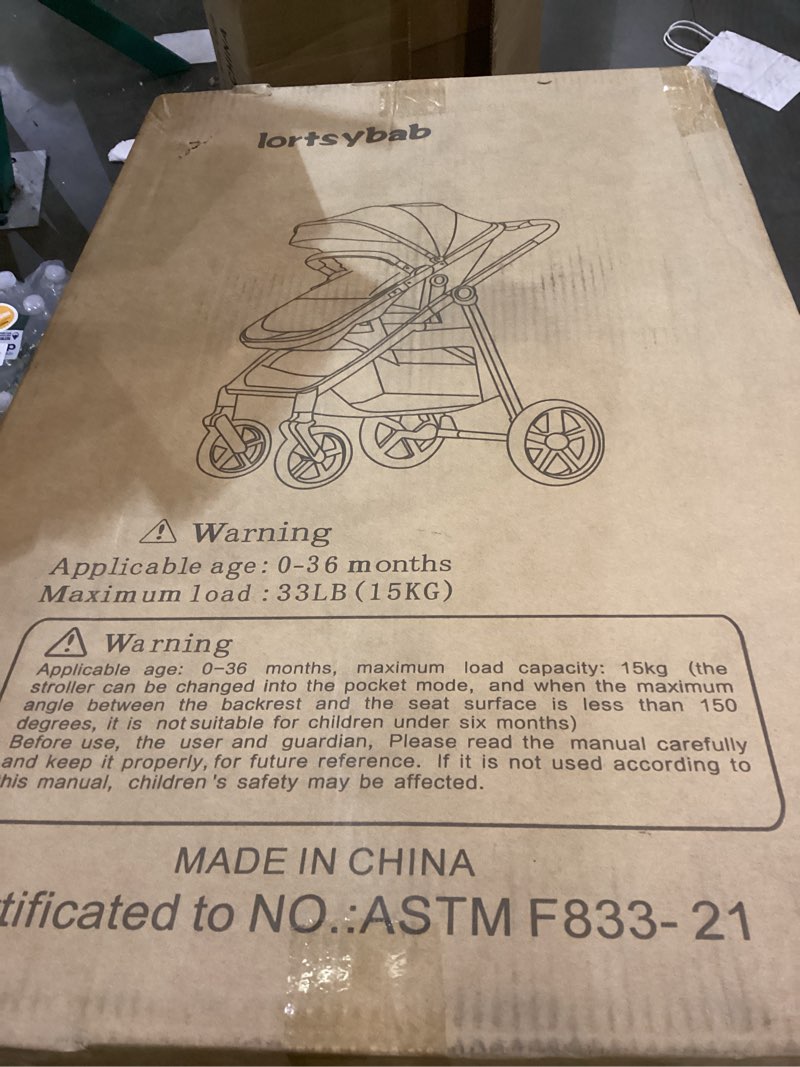 lortsybab
Warning
Applicable age: 0-36 months
Maximum load : 33LB (15KG)
Warning
Applicable age: 0-36 months, maximum load capacity: 15kg (the
stroller can be changed into the pocket mode, and when the maximum
angle between the backrest and the seat surface is less than 150
degrees, it is not suitable for children under six months)
Before use, the user and guardian, Please read the manual carefully
and keep it properly, for future reference. If it is not used according to
his manual, children's safety may be affected.
MADE IN CHINA
tificated to NO.:ASTM F833- 21